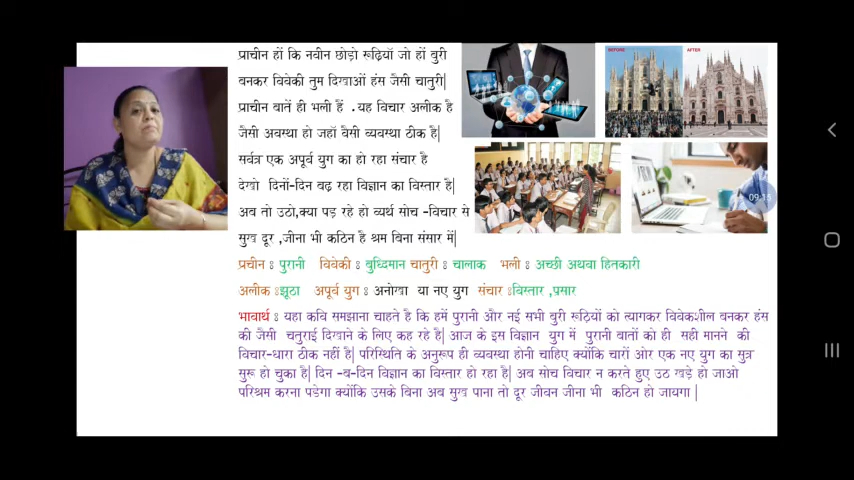 प्राचीन हों कि नवीन छोड़ो रूढ़ियाँ जो हों बुरी
बनकर विवेकी तुम दिखाओं हंस जैसी चातुरी|
प्राचीन बातें ही भली हैं .यह विचार अलीक है
जैसी अवस्था हो जहाँ वैसी व्यवस्था ठीक है|
सर्वत्र एक अपूर्व युग का हो रहा संचार है
देखो दिनों-दिन बढ़ रहा विज्ञान का विस्तार है|
अब तो उठो,क्या पड़ रहे हो व्यर्थ सोच -विचार से
सुख दूर ,जीना भी कठिन है श्रम बिना संसार में|
BEFORE
AFTER
09:15
प्रचीन : पुरानी विवेकी : बुध्दिमान चातुरी : चालाक भली : अच्छी अथवा हितकारी
अलीक :झूठा अपूर्व युग : अनोखा या नए युग संचार :विस्तार ,प्रसार
भावार्थ : यहा कवि समझाना चाहते है कि हमें पुरानी और नई सभी बुरी रूठ़ियों को त्यागकर विवेकशील बनकर हंस
की जैसी चतुराई दिखाने के लिए कह रहे है| आज के इस विज्ञान युग में पुरानी बातों को ही सही मानने की
विचार-धारा ठीक नहीं है| परिस्थिति के अनुरूप ही व्यवस्था होनी चाहिए क्योंकि चारों ओर एक नए युग का सुत्र
सुरू हो चुका है| दिन -ब-दिन विज्ञान का विस्तार हो रहा है| अब सोच विचार न करते हुए उठ खड़े हो जाओ
परिश्रम करना पडेगा क्योंकि उसके बिना अब सुख पाना तो दूर जीवन जीना भी कठिन हो जायगा |